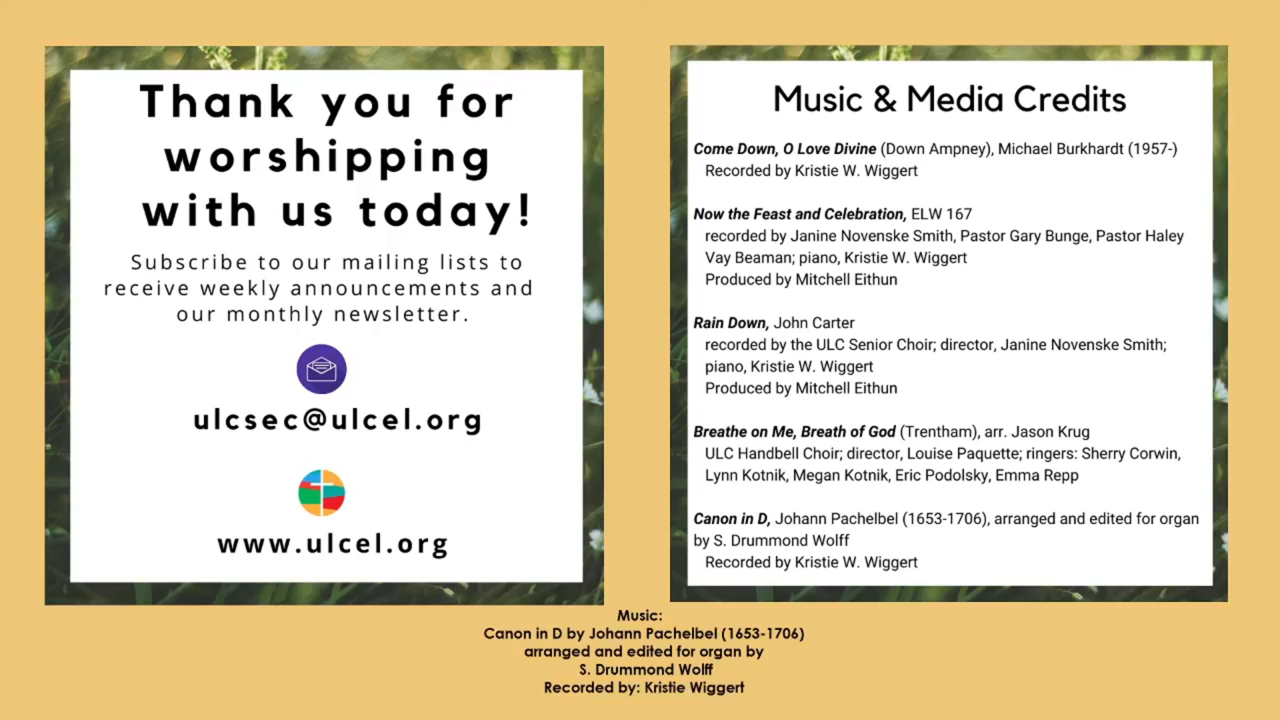 Thank you for
worshipping
with us today!
Subscribe to our mailing lists to
receive weekly announcements and
our monthly newsletter.
ulcsec@ulcel.org
www.ulcel.org
Music & Media Credits
Come Down, O Love Divine (Down Ampney), Michael Burkhardt (1957-)
Recorded by Kristie W. Wiggert
Now the Feast and Celebration, ELW 167
recorded by Janine Novenske Smith, Pastor Gary Bunge, Pastor Haley
Vay Beaman; piano, Kristie W. Wiggert
Produced by Mitchell Eithun
Rain Down, John Carter
recorded by the ULC Senior Choir; director, Janine Novenske Smith;
piano, Kristie W. Wiggert
Produced by Mitchell Eithun
Breathe on Me, Breath of God (Trentham), arr. Jason Krug
ULC Handbell Choir; director, Louise Paquette; ringers: Sherry Corwin,
Lynn Kotnik, Megan Kotnik, Eric Podolsky, Emma Repp
Canon in D, Johann Pachelbel (1653-1706), arranged and edited for organ
by S. Drummond Wolff
Recorded by Kristie W. Wiggert
Music:
Canon in D by Johann Pachelbel (1653-1706)
arranged and edited for organ by
S. Drummond Wolff
Recorded by: Kristie Wiggert